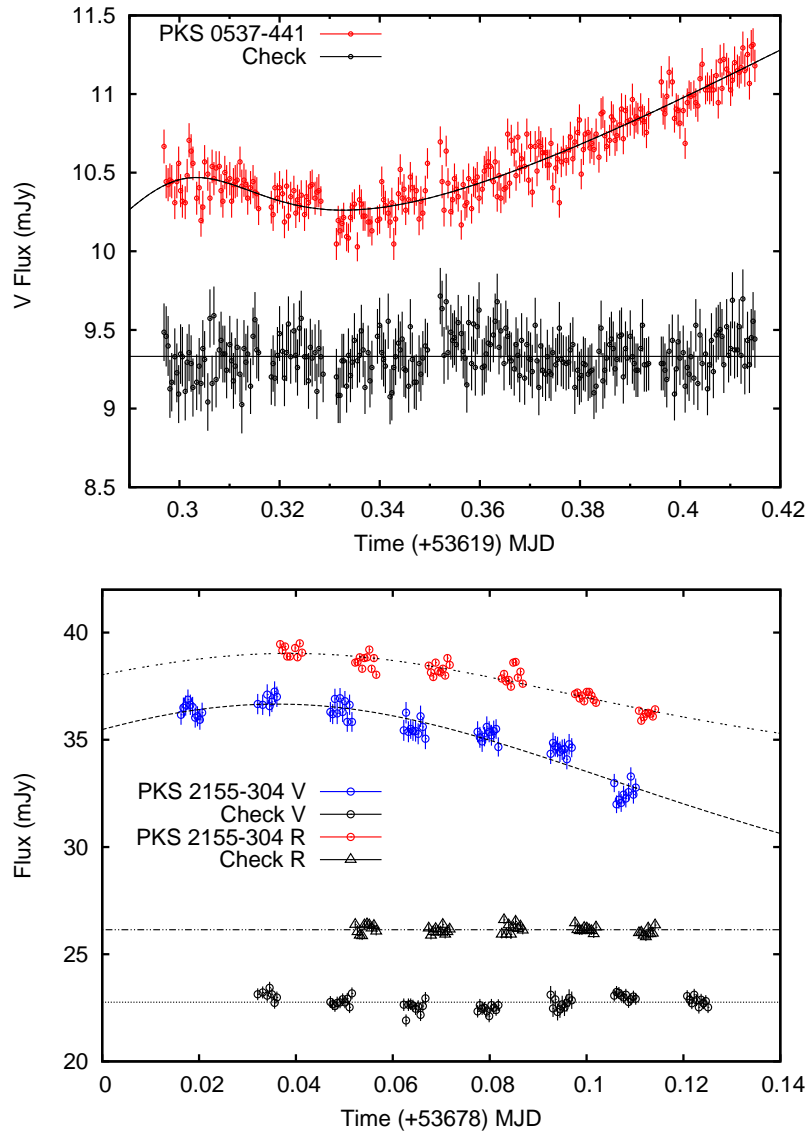 11.5
PKS 0537-441
Check
11
10.5
10
9.5
9
8.5
V Flux (mJy)
0.3 0.32 0.34 0.36 0.38 0.4 0.42
Time (+53619) MJD
40
35
30
25
20
Flux (mJy)
PKS 2155-304 V
Check V
PKS 2155-304 R
Check R
0 0.02 0.04 0.06 0.08 0.1 0.12 0.14
Time (+53678) MJD